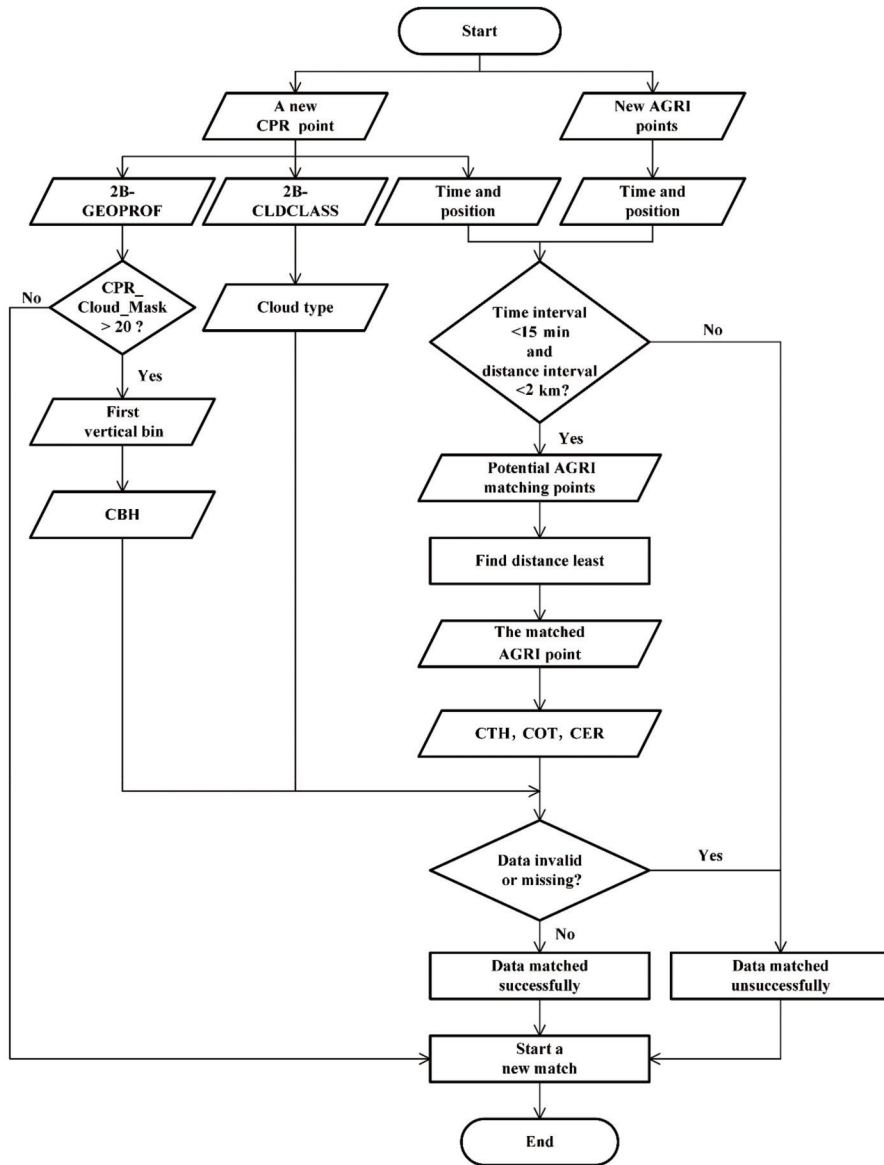 Start
A new
CPR point
New AGRI
points
2B-
GEOPROF
2B-
CLDCLASS
Time and
position
Time and
position
No
CPR_
Cloud_Mask
> 20 ?
Yes
Cloud type
Time interval
<15 min
and
distance interval
<2 km?
No
Yes
First
vertical bin
CBH
Potential AGRI
matching points
Find distance least
The matched
AGRI point
CTH, COT, CER
Data invalid
or missing?
Yes
No
Data matched
successfully
Data matched
unsuccessfully
Start a
new match
End